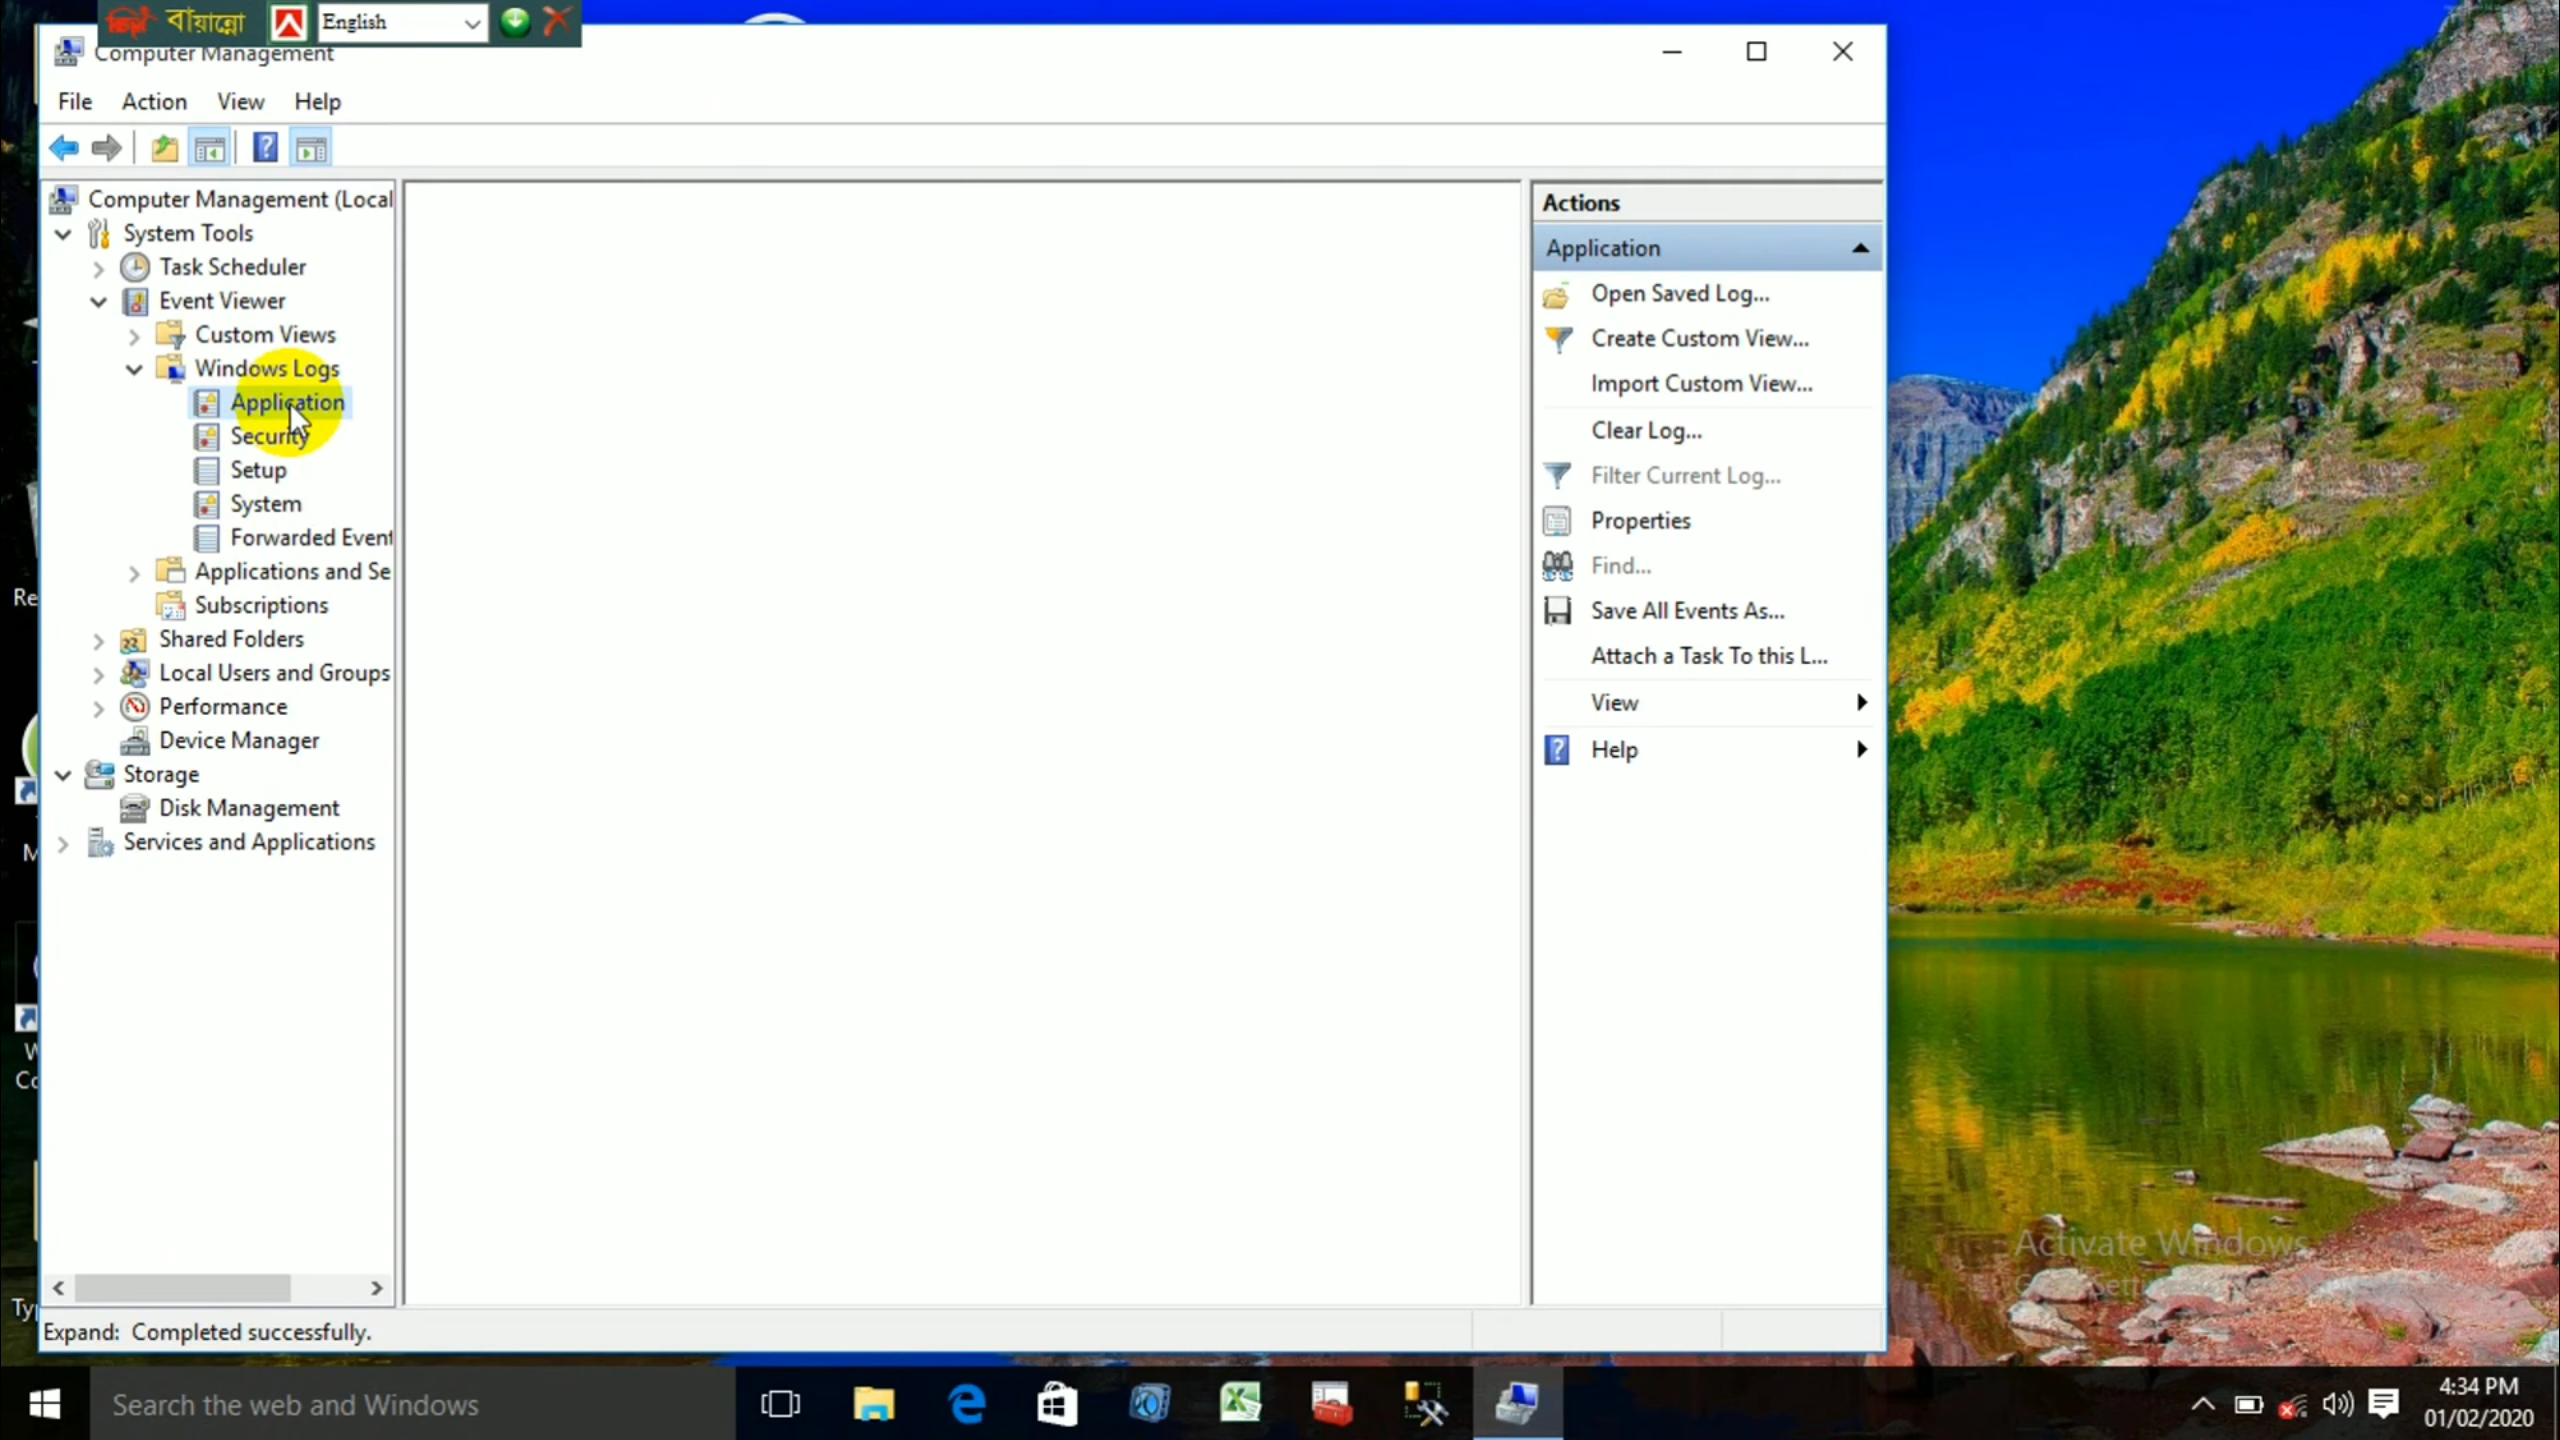 বায়ান্নো
English
Computer Management
File Action View Help
Computer Management (Local
System Tools
Task Scheduler
Event Viewer
Custom Views
Windows Logs
Application
Security
Setup
System
Forwarded Event
Applications and Se
Subscriptions
Shared Folders
Local Users and Groups
Performance
Device Manager
Storage
Disk Management
Services and Applications
Actions
Application
Open Saved Log...
Create Custom View...
Import Custom View...
Clear Log...
Filter Current Log...
Properties
Find...
Save All Events As...
Attach a Task To this L...
View
Help
Re
Expand: Completed successfully.
Activate Windows
Search the web and Windows
4:34 PM
01/02/2020